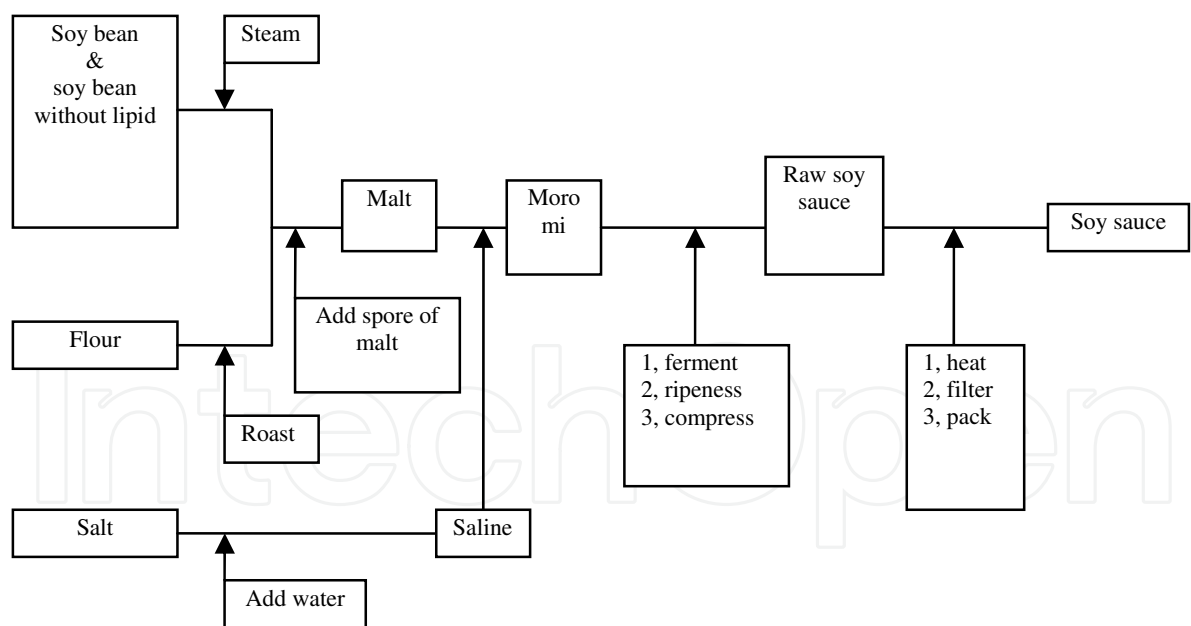 Soy bean
&
soy bean
without lipid
Steam
Malt
Moro
mi
Raw soy
sauce
Soy sauce
Add spore of
malt
Flour
1, ferment
2, ripeness
3, compress
1, heat
2, filter
3, pack
Roast
Salt
Saline
Add water
IntechOpen